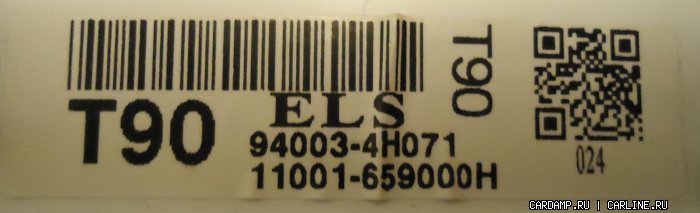 T90
ELS
94003-4H071
11001-659000H
T90
024
CARDAMP.RU | CARLINE.RU